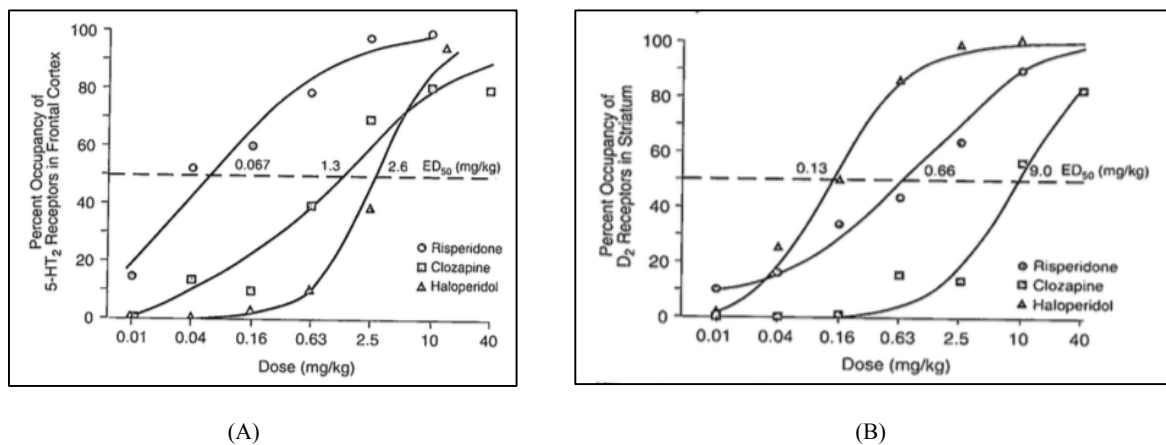 Percent Occupancy of
5-HT2 Receptors in Frontal Cortex
100
80
60
40
20
0
0.067
1.3
2.6
ED50 (mg/kg)
Risperidone
Clozapine
Haloperidol
0.01 0.04 0.16 0.63 2.5 10 40
Dose (mg/kg)
(A)
Percent Occupancy of
D2 Receptors in Striatum
100
80
60
40
20
0
0.13
0.66
9.0
ED50 (mg/kg)
Risperidone
Clozapine
Haloperidol
0.01 0.04 0.16 0.63 2.5 10 40
Dose (mg/kg)
(B)